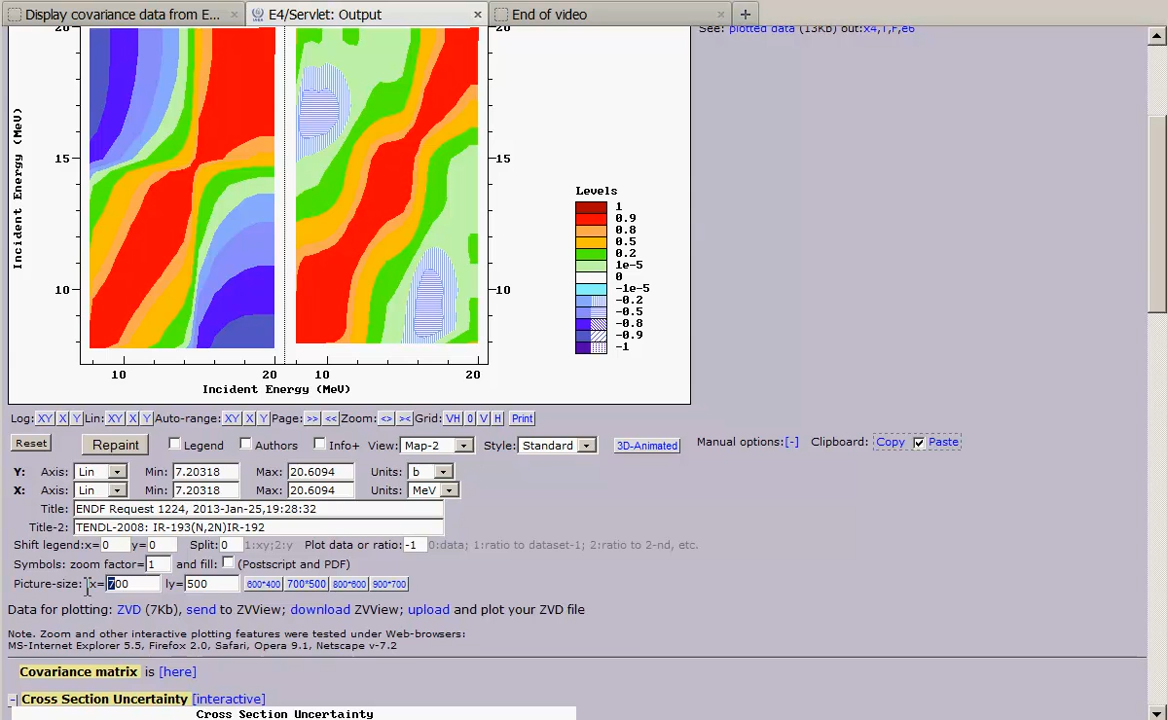 Display covariance data from E...
E4/Servlet: Output
End of video
20 20
See: plotted data (13Kb) out:x4,T,F,e6
Incident Energy (MeV)
15 15
10 10
Levels
1
0.9
0.8
0.5
0.2
1e-5
0
-1e-5
-0.2
-0.5
-0.8
-0.9
-1
10 20 10 20
Incident Energy (MeV)
Log: XY X Y Lin: XY X Y Auto-range: XY X Y Page: >> << Zoom: <> >< Grid: VH 0 V H Print
Reset Repaint Legend Authors Info+ View: Map-2 Style: Standard 3D-Animated Manual options:[-] Clipboard: Copy Paste
Y: Axis: Lin Min: 7.20318 Max: 20.6094 Units: b
X: Axis: Lin Min: 7.20318 Max: 20.6094 Units: MeV
Title: ENDF Request 1224, 2013-Jan-25,19:28:32
Title-2: TENDL-2008: IR-193(N,2N)IR-192
Shift legend:x= 0 y= 0 Split: 0 1:xy;2:y Plot data or ratio: -1 0:data; 1:ratio to dataset-1; 2:ratio to 2-nd, etc.
Symbols: zoom factor= 1 and fill: (Postscript and PDF)
Picture-size: lx= 700 ly= 500 600*400 700*500 800*600 900*700
Data for plotting: ZVD (7Kb), send to ZVView; download ZVView; upload and plot your ZVD file
Note. Zoom and other interactive plotting features were tested under Web-browsers:
MS-Internet Explorer 5.5, Firefox 2.0, Safari, Opera 9.1, Netscape v-7.2
Covariance matrix is [here]
Cross Section Uncertainty [interactive]
Cross Section Uncertainty